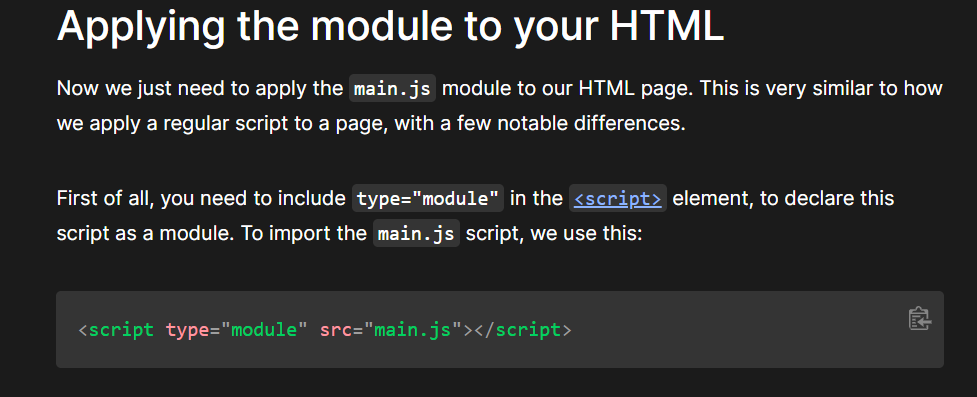 Applying the module to your HTML
Now we just need to apply the main.js module to our HTML page. This is very similar to how
we apply a regular script to a page, with a few notable differences.
First of all, you need to include type="module" in the <script> element, to declare this
script as a module. To import the main.js script, we use this:
<script type="module" src="main.js"></script>